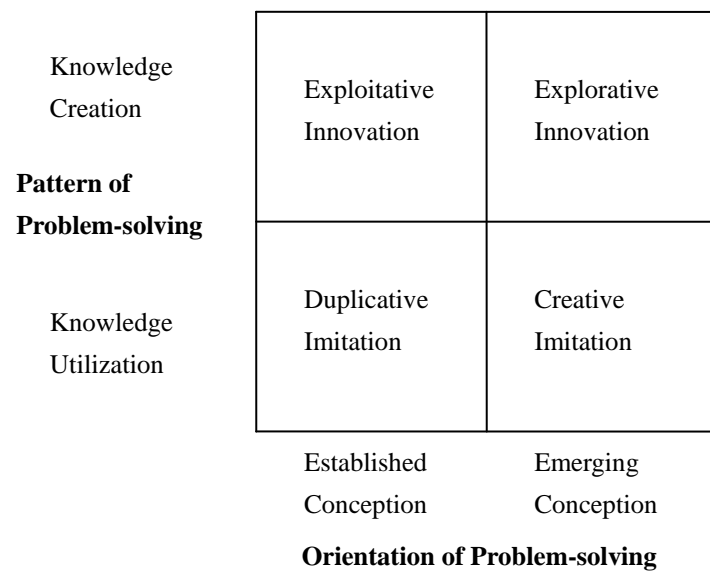 Knowledge
Creation
Exploitative
Innovation
Explorative
Innovation
Pattern of
Problem-solving
Knowledge
Utilization
Duplicative
Imitation
Creative
Imitation
Established
Conception
Emerging
Conception
Orientation of Problem-solving